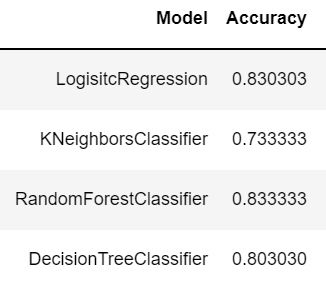 Model Accuracy
LogisitcRegression 0.830303
KNeighborsClassifier 0.733333
RandomForestClassifier 0.833333
DecisionTreeClassifier 0.803030